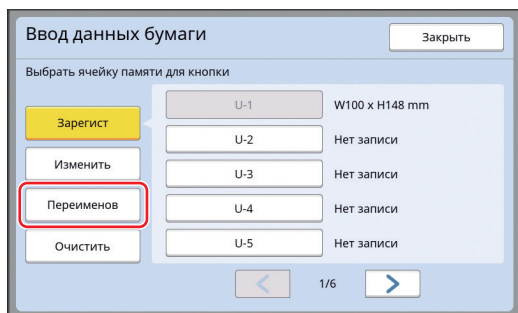 Ввод данных бумаги
Закрыть
Выбрать ячейку памяти для кнопки
Зарегист
Изменить
Переименов
Очистить
U-1 W100 x H148 mm
U-2 Нет записи
U-3 Нет записи
U-4 Нет записи
U-5 Нет записи
1/6